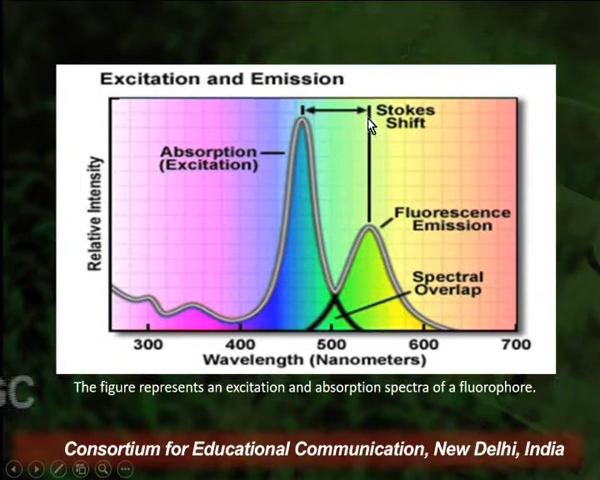 Excitation and Emission
Stokes
Shift
Absorption
(Excitation)
Fluorescence
Emission
Spectral
Overlap
Relative Intensity
300 400 500 600 700
Wavelength (Nanometers)
The figure represents an excitation and absorption spectra of a fluorophore.
GC
Consortium for Educational Communication, New Delhi, India